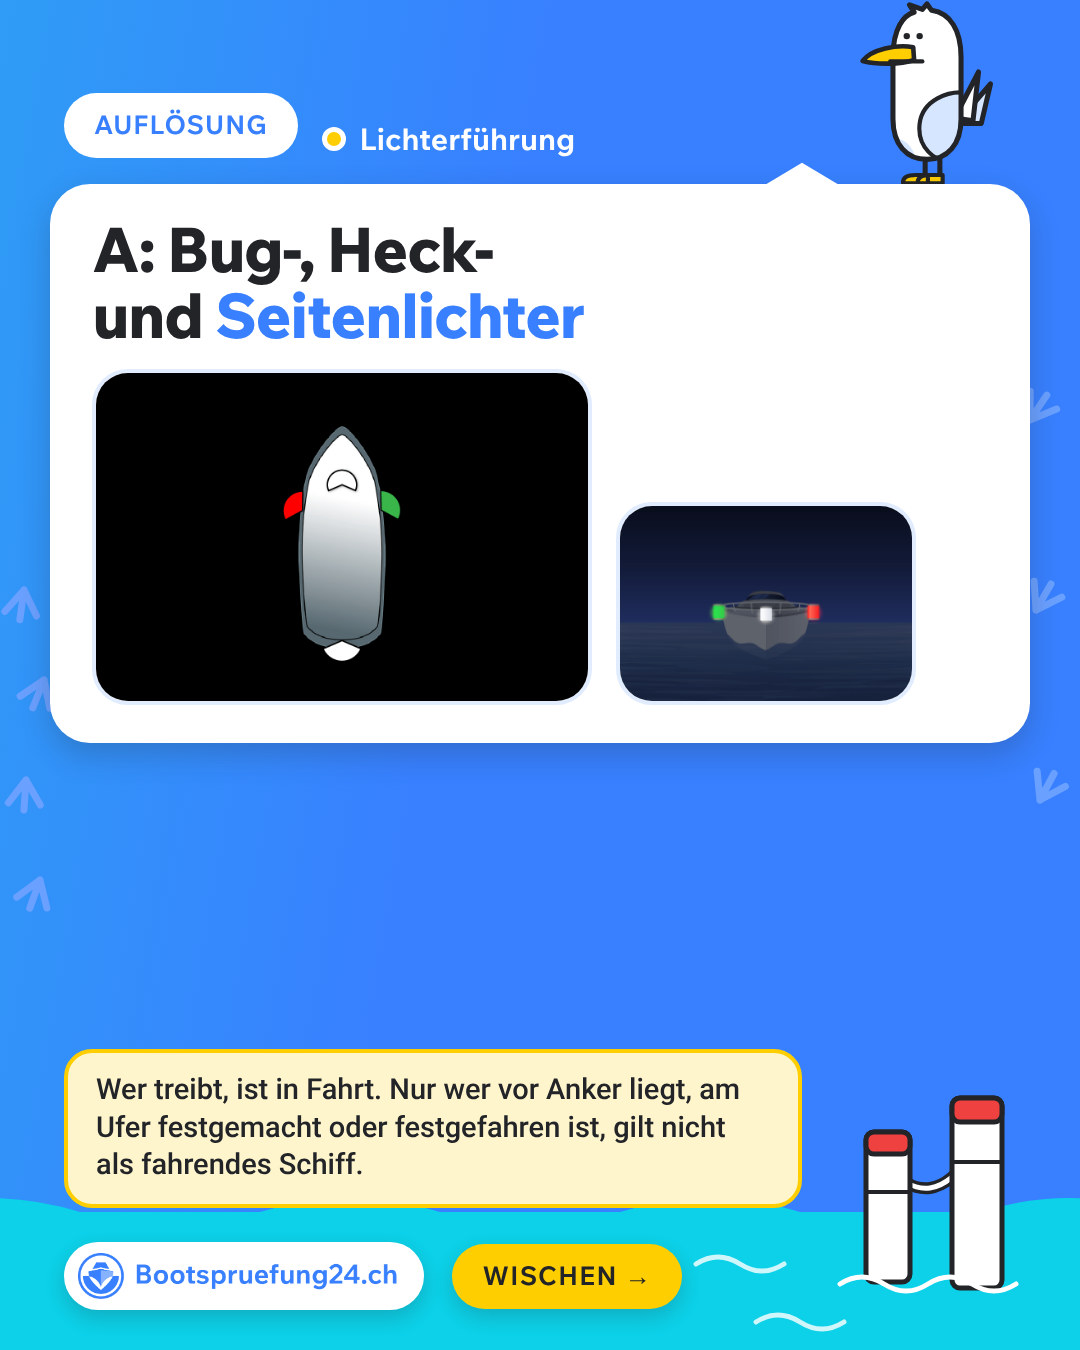 AUFLÖSUNG
Lichterführung
A: Bug-, Heck-
und Seitenlichter
Wer treibt, ist in Fahrt. Nur wer vor Anker liegt, am
Ufer festgemacht oder festgefahren ist, gilt nicht
als fahrendes Schiff.
Bootspruefung24.ch
WISCHEN →